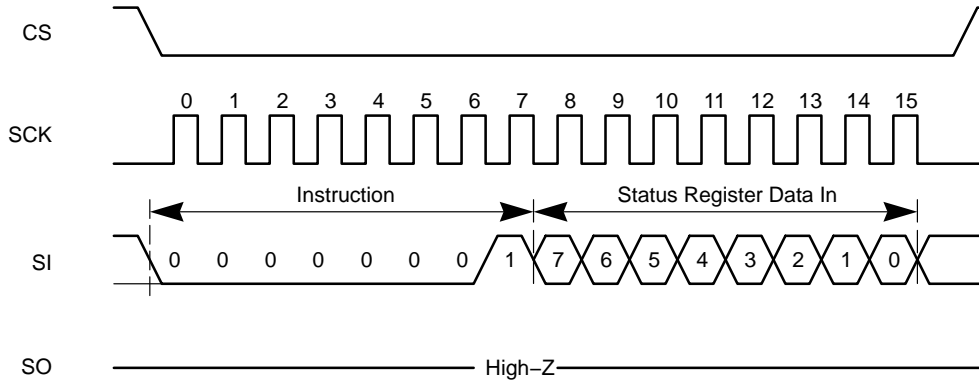 CS
0 1 2 3 4 5 6 7 8 9 10 11 12 13 14 15
SCK
Instruction Status Register Data In
SI 0 0 0 0 0 0 0 1 7 6 5 4 3 2 1 0
SO High−Z